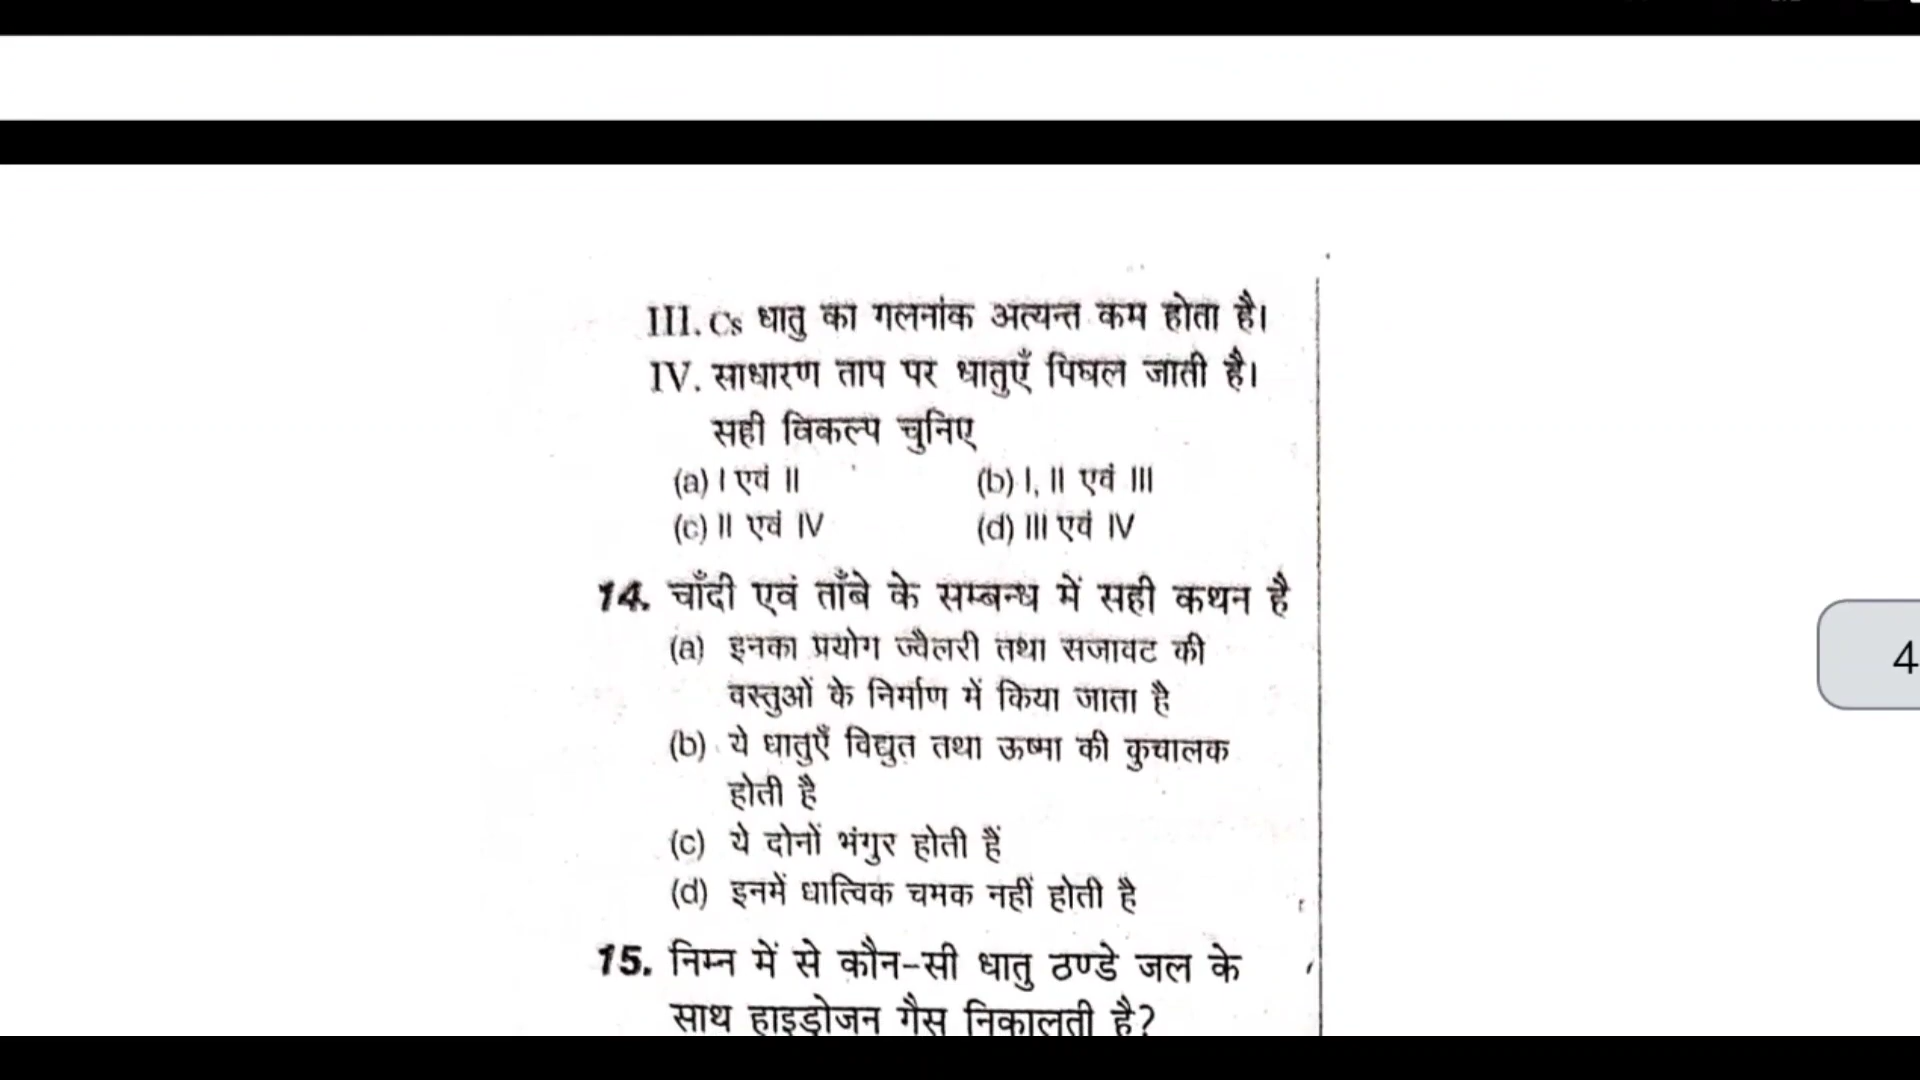 III. Cs धातु का गलनांक अत्यन्त कम होता है।
IV. साधारण ताप पर धातुएँ पिघल जाती है।
सही विकल्प चुनिए
(a) I एवं II (b) I, II एवं III
(c) II एवं IV (d) III एवं IV
14. चाँदी एवं ताँबे के सम्बन्ध में सही कथन है
(a) इनका प्रयोग ज्वैलरी तथा सजावट की
वस्तुओं के निर्माण में किया जाता है
(b) ये धातुएँ विद्युत तथा ऊष्मा की कुचालक
होती है
(c) ये दोनों भंगुर होती हैं
(d) इनमें धात्विक चमक नहीं होती है
4
15. निम्न में से कौन-सी धातु ठण्डे जल के
साथ हाइड्रोजन गैस निकालती है?